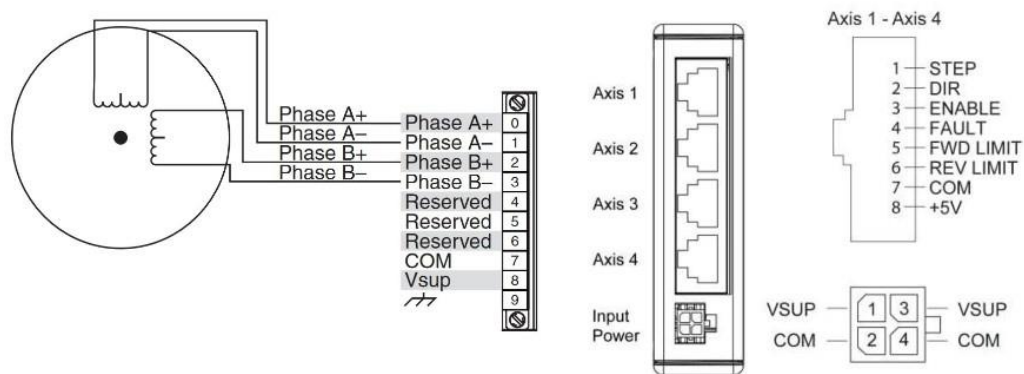 Phase A+
Phase A−
Phase B+
Phase B−
Phase A+ 0
Phase A− 1
Phase B+ 2
Phase B− 3
Reserved 4
Reserved 5
Reserved 6
COM 7
Vsup 8
9
Axis 1
Axis 2
Axis 3
Axis 4
Input
Power
Axis 1 - Axis 4
1 STEP
2 DIR
3 ENABLE
4 FAULT
5 FWD LIMIT
6 REV LIMIT
7 COM
8 +5V
VSUP 1 3 VSUP
COM 2 4 COM